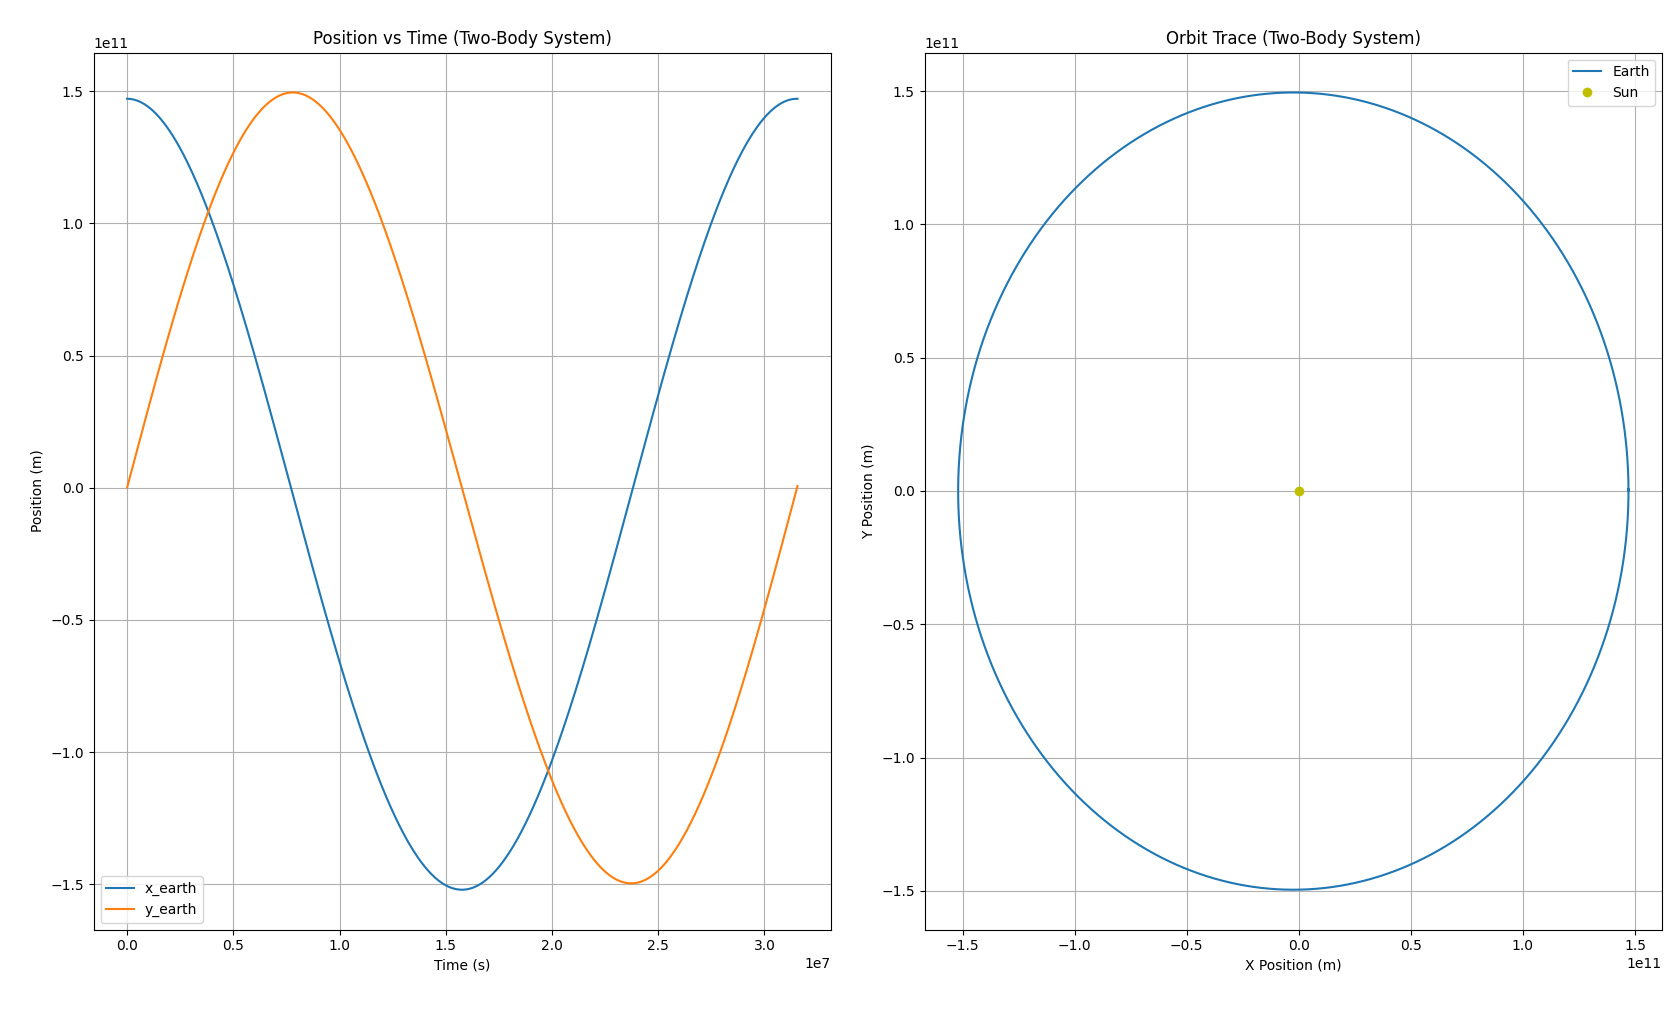 Position vs Time (Two-Body System)
1e11
1.5
1.0
0.5
0.0
−0.5
−1.0
−1.5
Position (m)
x_earth
y_earth
0.0 0.5 1.0 1.5 2.0 2.5 3.0
1e7
Time (s)
Orbit Trace (Two-Body System)
1e11
Earth
Sun
1.5
1.0
0.5
0.0
−0.5
−1.0
−1.5
Y Position (m)
−1.5 −1.0 −0.5 0.0 0.5 1.0 1.5
1e11
X Position (m)